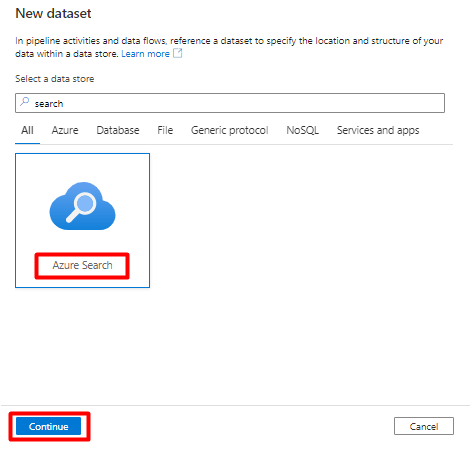 New dataset
In pipeline activities and data flows, reference a dataset to specify the location and structure of your
data within a data store. Learn more
Select a data store
search
All Azure Database File Generic protocol NoSQL Services and apps
Azure Search
Continue Cancel